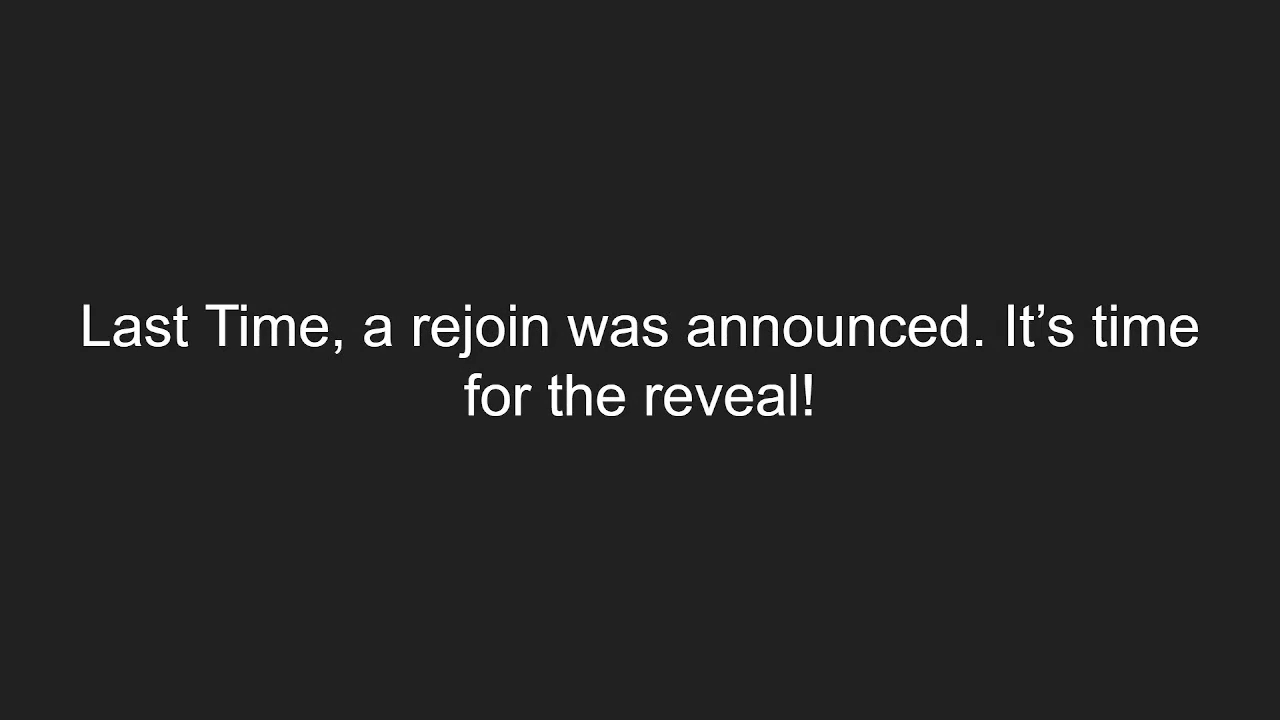 Last Time, a rejoin was announced. It’s time
for the reveal!